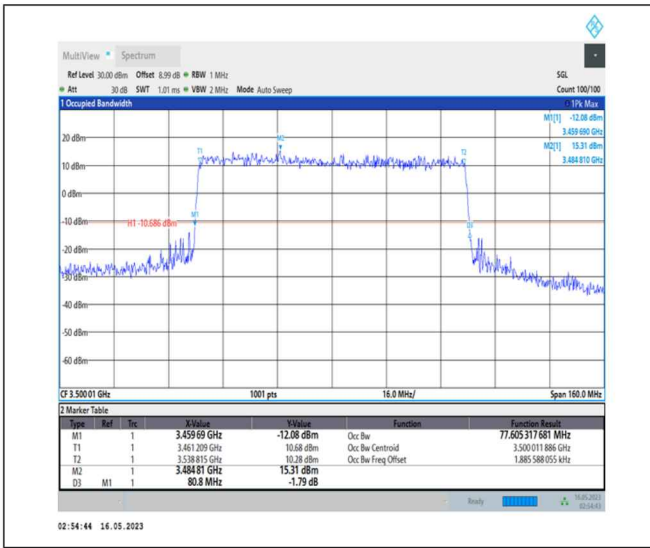 MultiView Spectrum
Ref Level 30.00 dBm Offset 8.99 dB RBW 1 MHz SGL
Att 30 dB SWT 1.01 ms VBW 2 MHz Mode Auto Sweep Count 100/100
1 Occupied Bandwidth 1Pk Max
M1[1] -12.08 dBm
3.459 690 GHz
M2[1] 15.31 dBm
3.484 810 GHz
20 dBm
M2
T1 T2
10 dBm
0 dBm
M1
-10 dBm
H1 -10.686 dBm
D3
-20 dBm
-30 dBm
-40 dBm
-50 dBm
-60 dBm
CF 3.500 01 GHz 1001 pts 16.0 MHz/ Span 160.0 MHz
2 Marker Table
Type Ref Trc X-Value Y-Value Function Function Result
M1 1 3.459 69 GHz -12.08 dBm Occ Bw 77.605 317 681 MHz
T1 1 3.461 209 GHz 10.68 dBm Occ Bw Centroid 3.500 011 886 GHz
T2 1 3.538 815 GHz 10.28 dBm Occ Bw Freq Offset 1.885 588 055 kHz
M2 1 3.484 81 GHz 15.31 dBm
D3 M1 1 80.8 MHz -1.79 dB
Ready 16.05.2023
02:54:43
02:54:44 16.05.2023